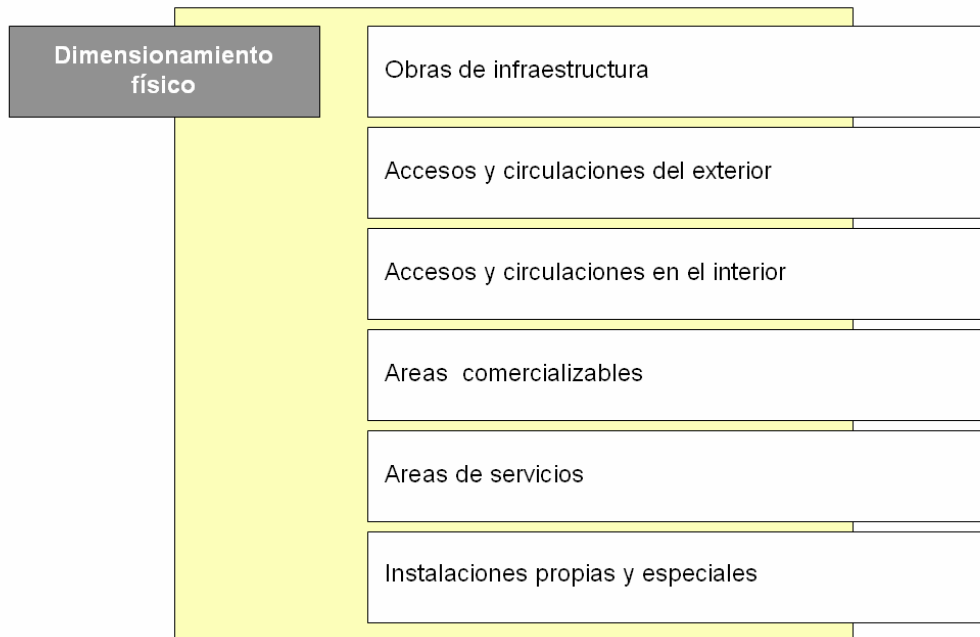 Dimensionamiento
físico
Obras de infraestructura
Accesos y circulaciones del exterior
Accesos y circulaciones en el interior
Areas comercializables
Areas de servicios
Instalaciones propias y especiales